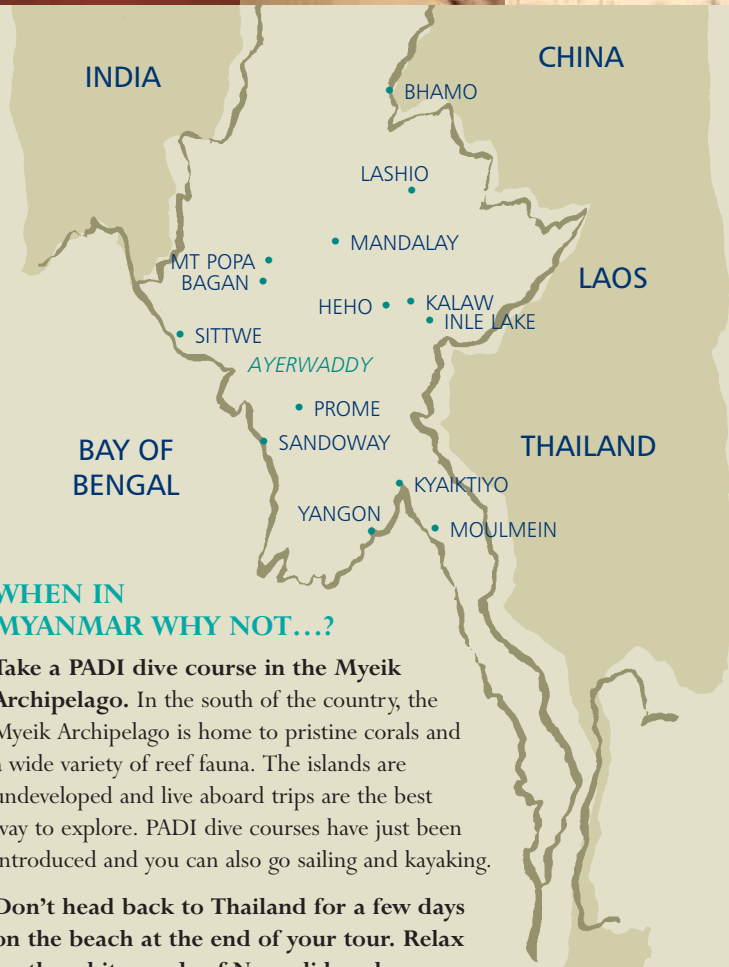 INDIA
CHINA
BHAMO
LASHIO
MANDALAY
MT POPA
BAGAN
LAOS
HEHO
KALAW
INLE LAKE
SITTWE
AYERWADDY
PROME
BAY OF
BENGAL
SANDOWAY
THAILAND
KYAIKTIYO
YANGON
MOULMEIN
WHEN IN
MYANMAR WHY NOT...?
Take a PADI dive course in the Myeik
Archipelago. In the south of the country, the
Myeik Archipelago is home to pristine corals and
a wide variety of reef fauna. The islands are
undeveloped and live aboard trips are the best
way to explore. PADI dive courses have just been
introduced and you can also go sailing and kayaking.
Don't head back to Thailand for a few days
on the beach at the end of your tour. Relax